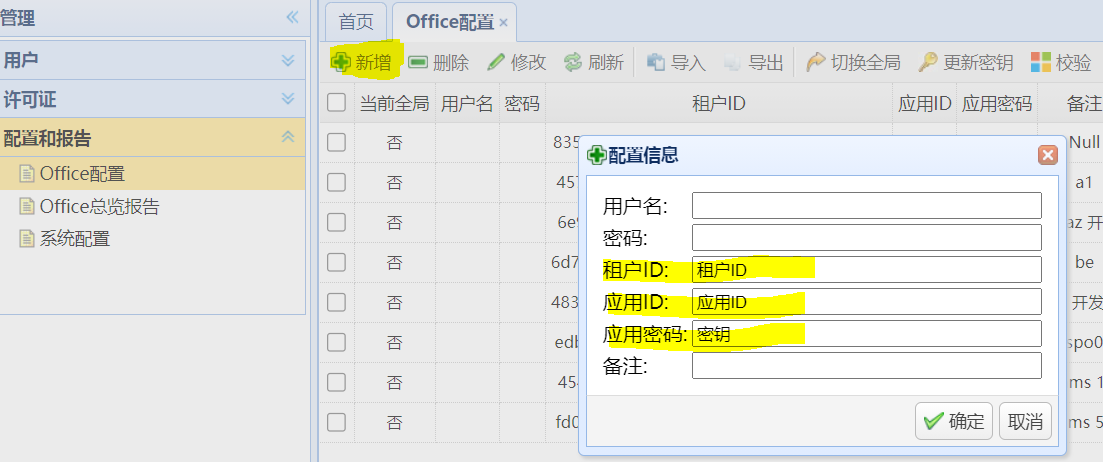 管理
首页 Office配置 ×
用户
新增 删除 修改 刷新 导入 导出 切换全局 更新密钥 校验
许可证
当前全局 用户名 密码 租户ID 应用ID 应用密码 备注
配置和报告
Office配置
Office总览报告
系统配置
否 835 Null
否 457 a1
否 6e az 开
否 6d7 be
否 483 开发
否 edb spo0
否 454 ms 1
否 fd0 ms 5
配置信息
用户名:
密码:
租户ID: 租户ID
应用ID: 应用ID
应用密码: 密钥
备注:
确定 取消